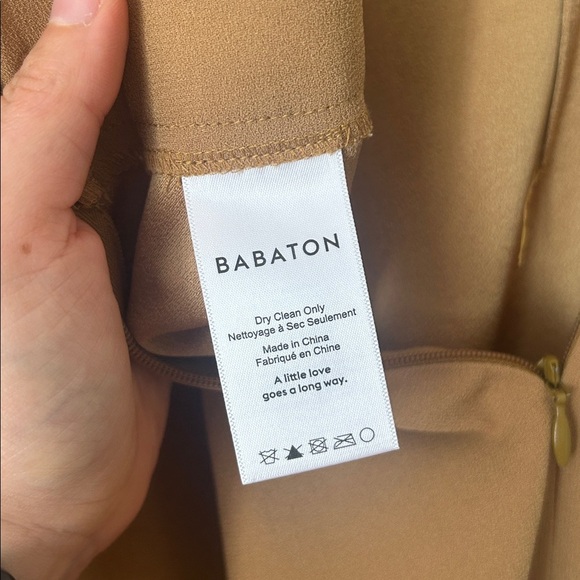 BABATON
Dry Clean Only
Nettoyage à Sec Seulement
Made in China
Fabriqué en Chine
A little love
goes a long way.